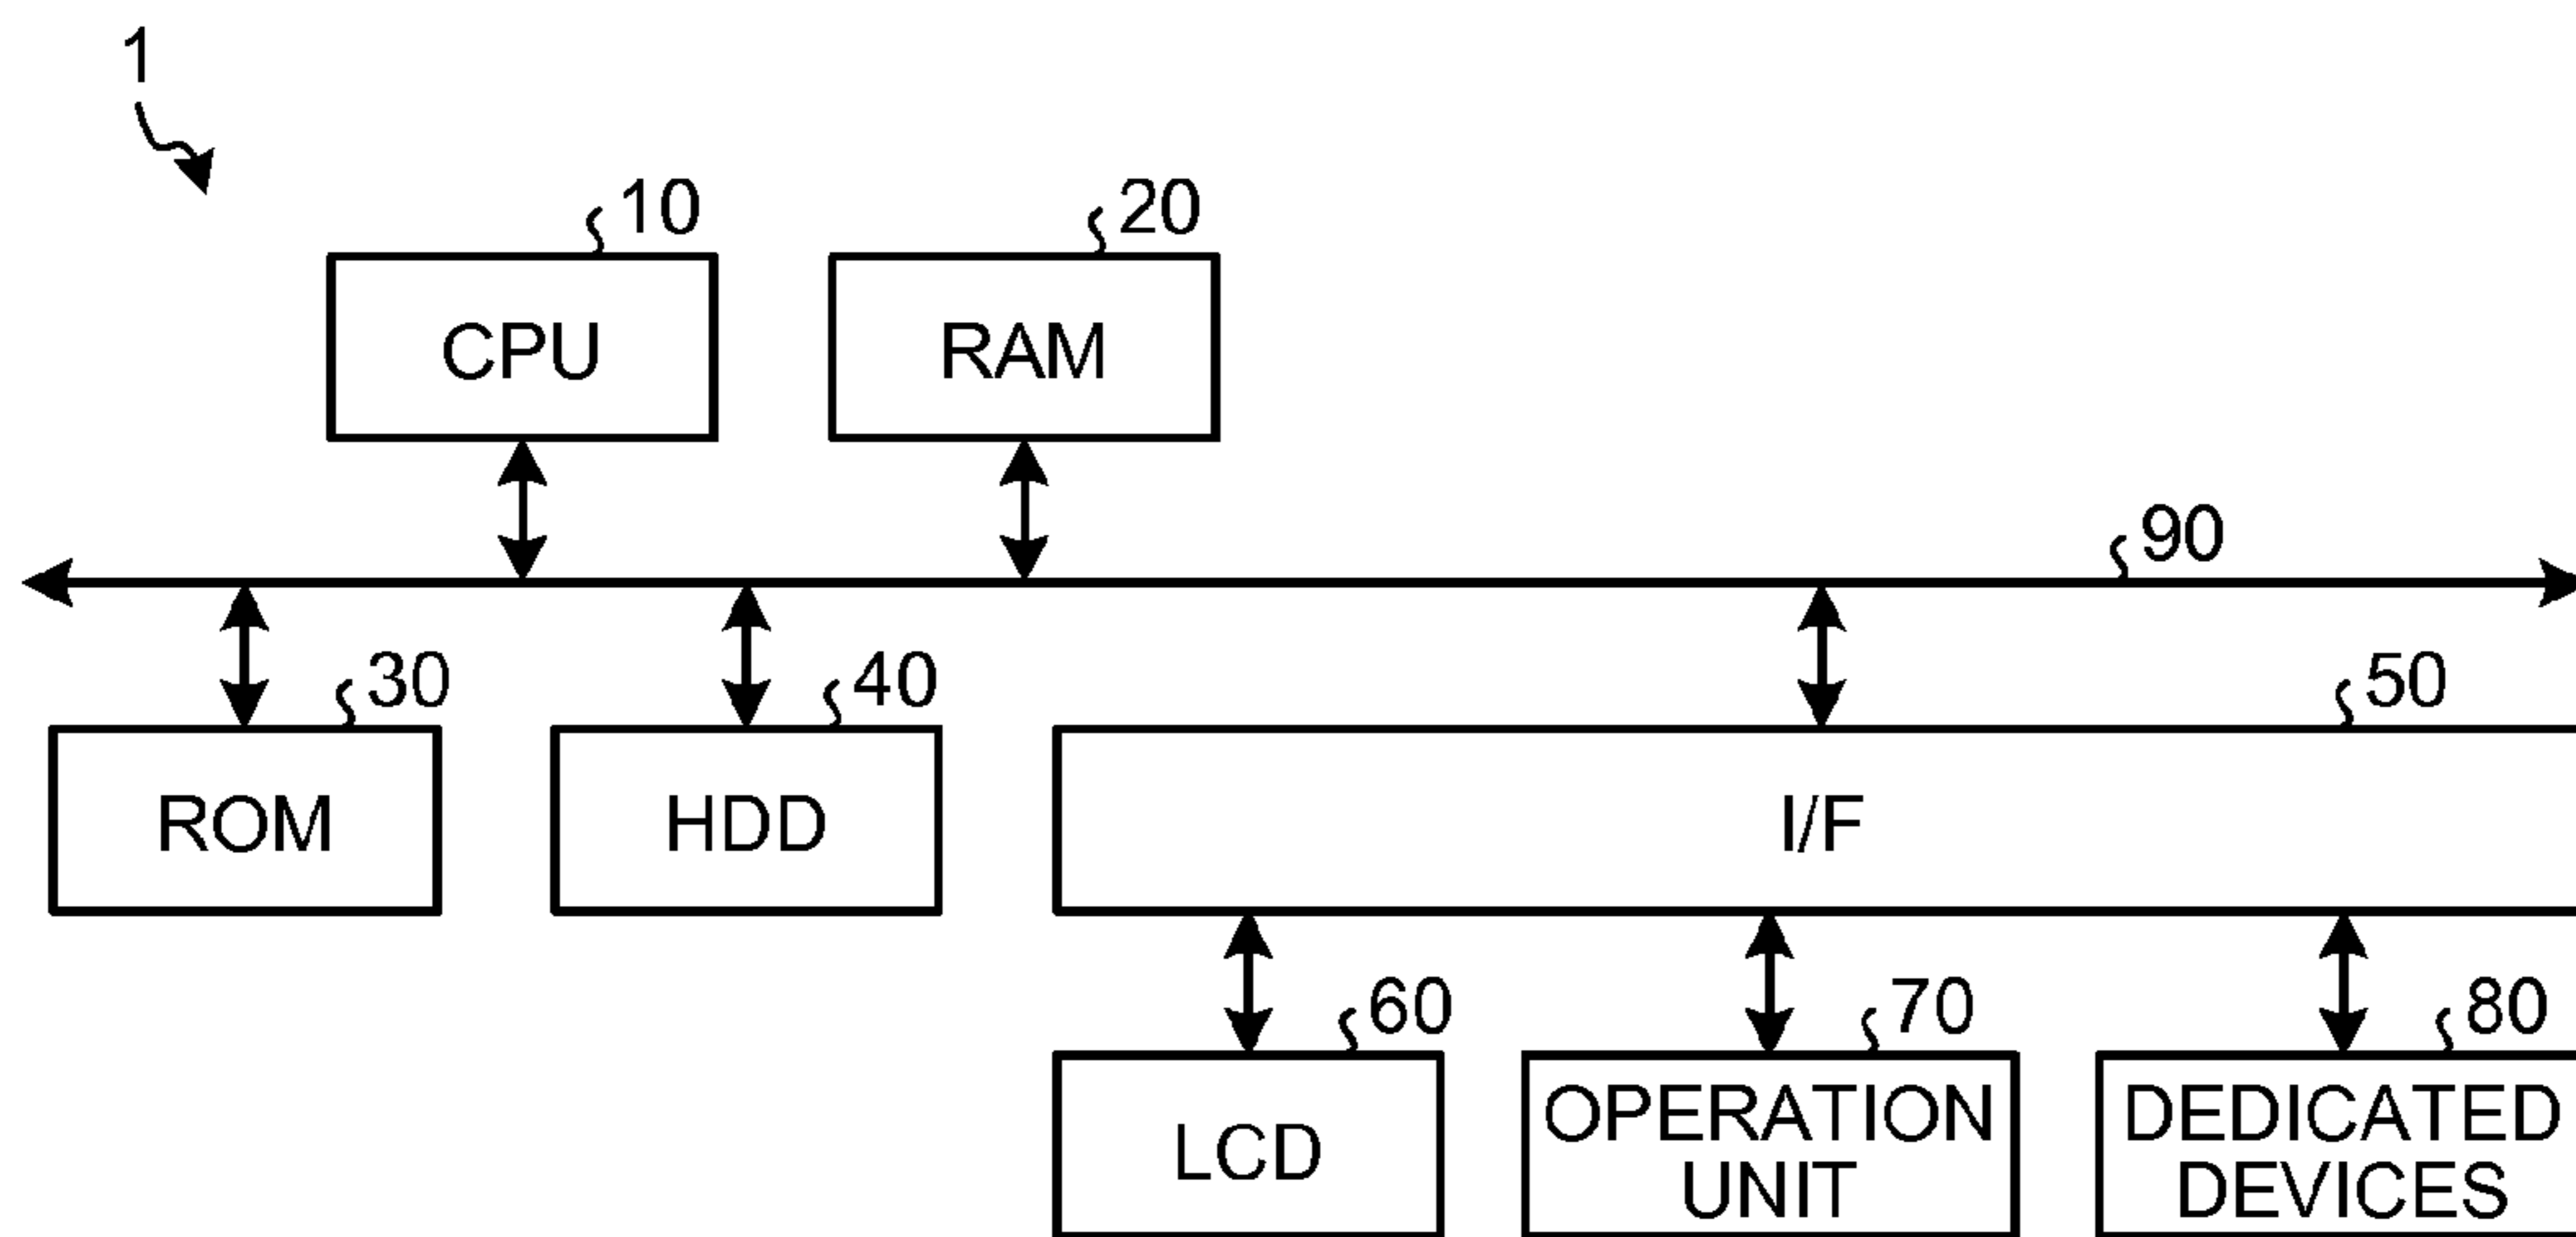 1
10
20
CPU
RAM
90
30
40
50
ROM
HDD
I/F
60
70
80
LCD
OPERATION
UNIT
DEDICATED
DEVICES